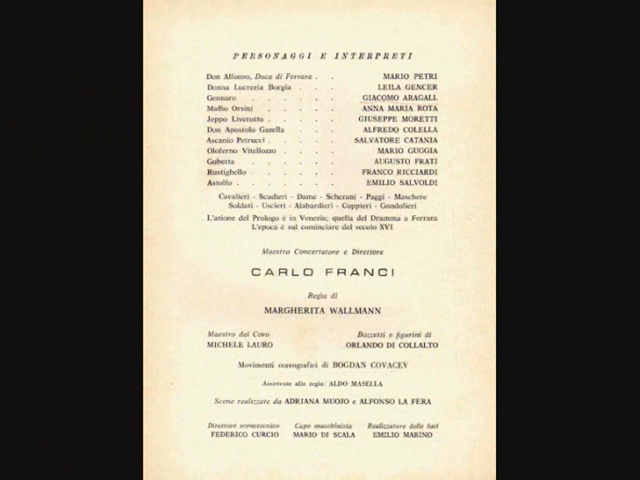 PERSONAGGI E INTERPRETI
Don Alfonso, Duca di Ferrara . . MARIO PETRI
Donna Lucrezia Borgia . . . LEILA GENCER
Gennaro . . . . . . GIACOMO ARAGALL
Maffio Orsini . . . . . ANNA MARIA ROTA
Jeppo Liverotto . . . . . GIUSEPPE MORETTI
Don Apostolo Gazella . . . ALFREDO COLELLA
Ascanio Petrucci . . . . . SALVATORE CATANIA
Oloferno Vitellozzo . . . . MARIO GUGGIA
Gubetta . . . . . . AUGUSTO FRATI
Rustighello . . . . . FRANCO RICCIARDI
Astolfo . . . . . . EMILIO SALVOLDI
Cavalieri - Scudieri - Dame - Scherani - Paggi - Maschere
Soldati - Uscieri - Alabardieri - Coppieri - Gondolieri
L'azione del Prologo è in Venezia; quella del Dramma a Ferrara
L'epoca è sul cominciare del secolo XVI
Maestro Concertatore e Direttore
CARLO FRANCI
Regia di
MARGHERITA WALLMANN
Maestro del Coro Bozzetti e figurini di
MICHELE LAURO ORLANDO DI COLLALTO
Movimenti coreografici di BOGDAN COVACEV
Assistente alla regia: ALDO MASELLA
Scene realizzate da ADRIANA MUOJO e ALFONSO LA FERA
Direttore scenotecnico Capo macchinista Realizzatore delle luci
FEDERICO CURCIO MARIO DI SCALA EMILIO MARINO